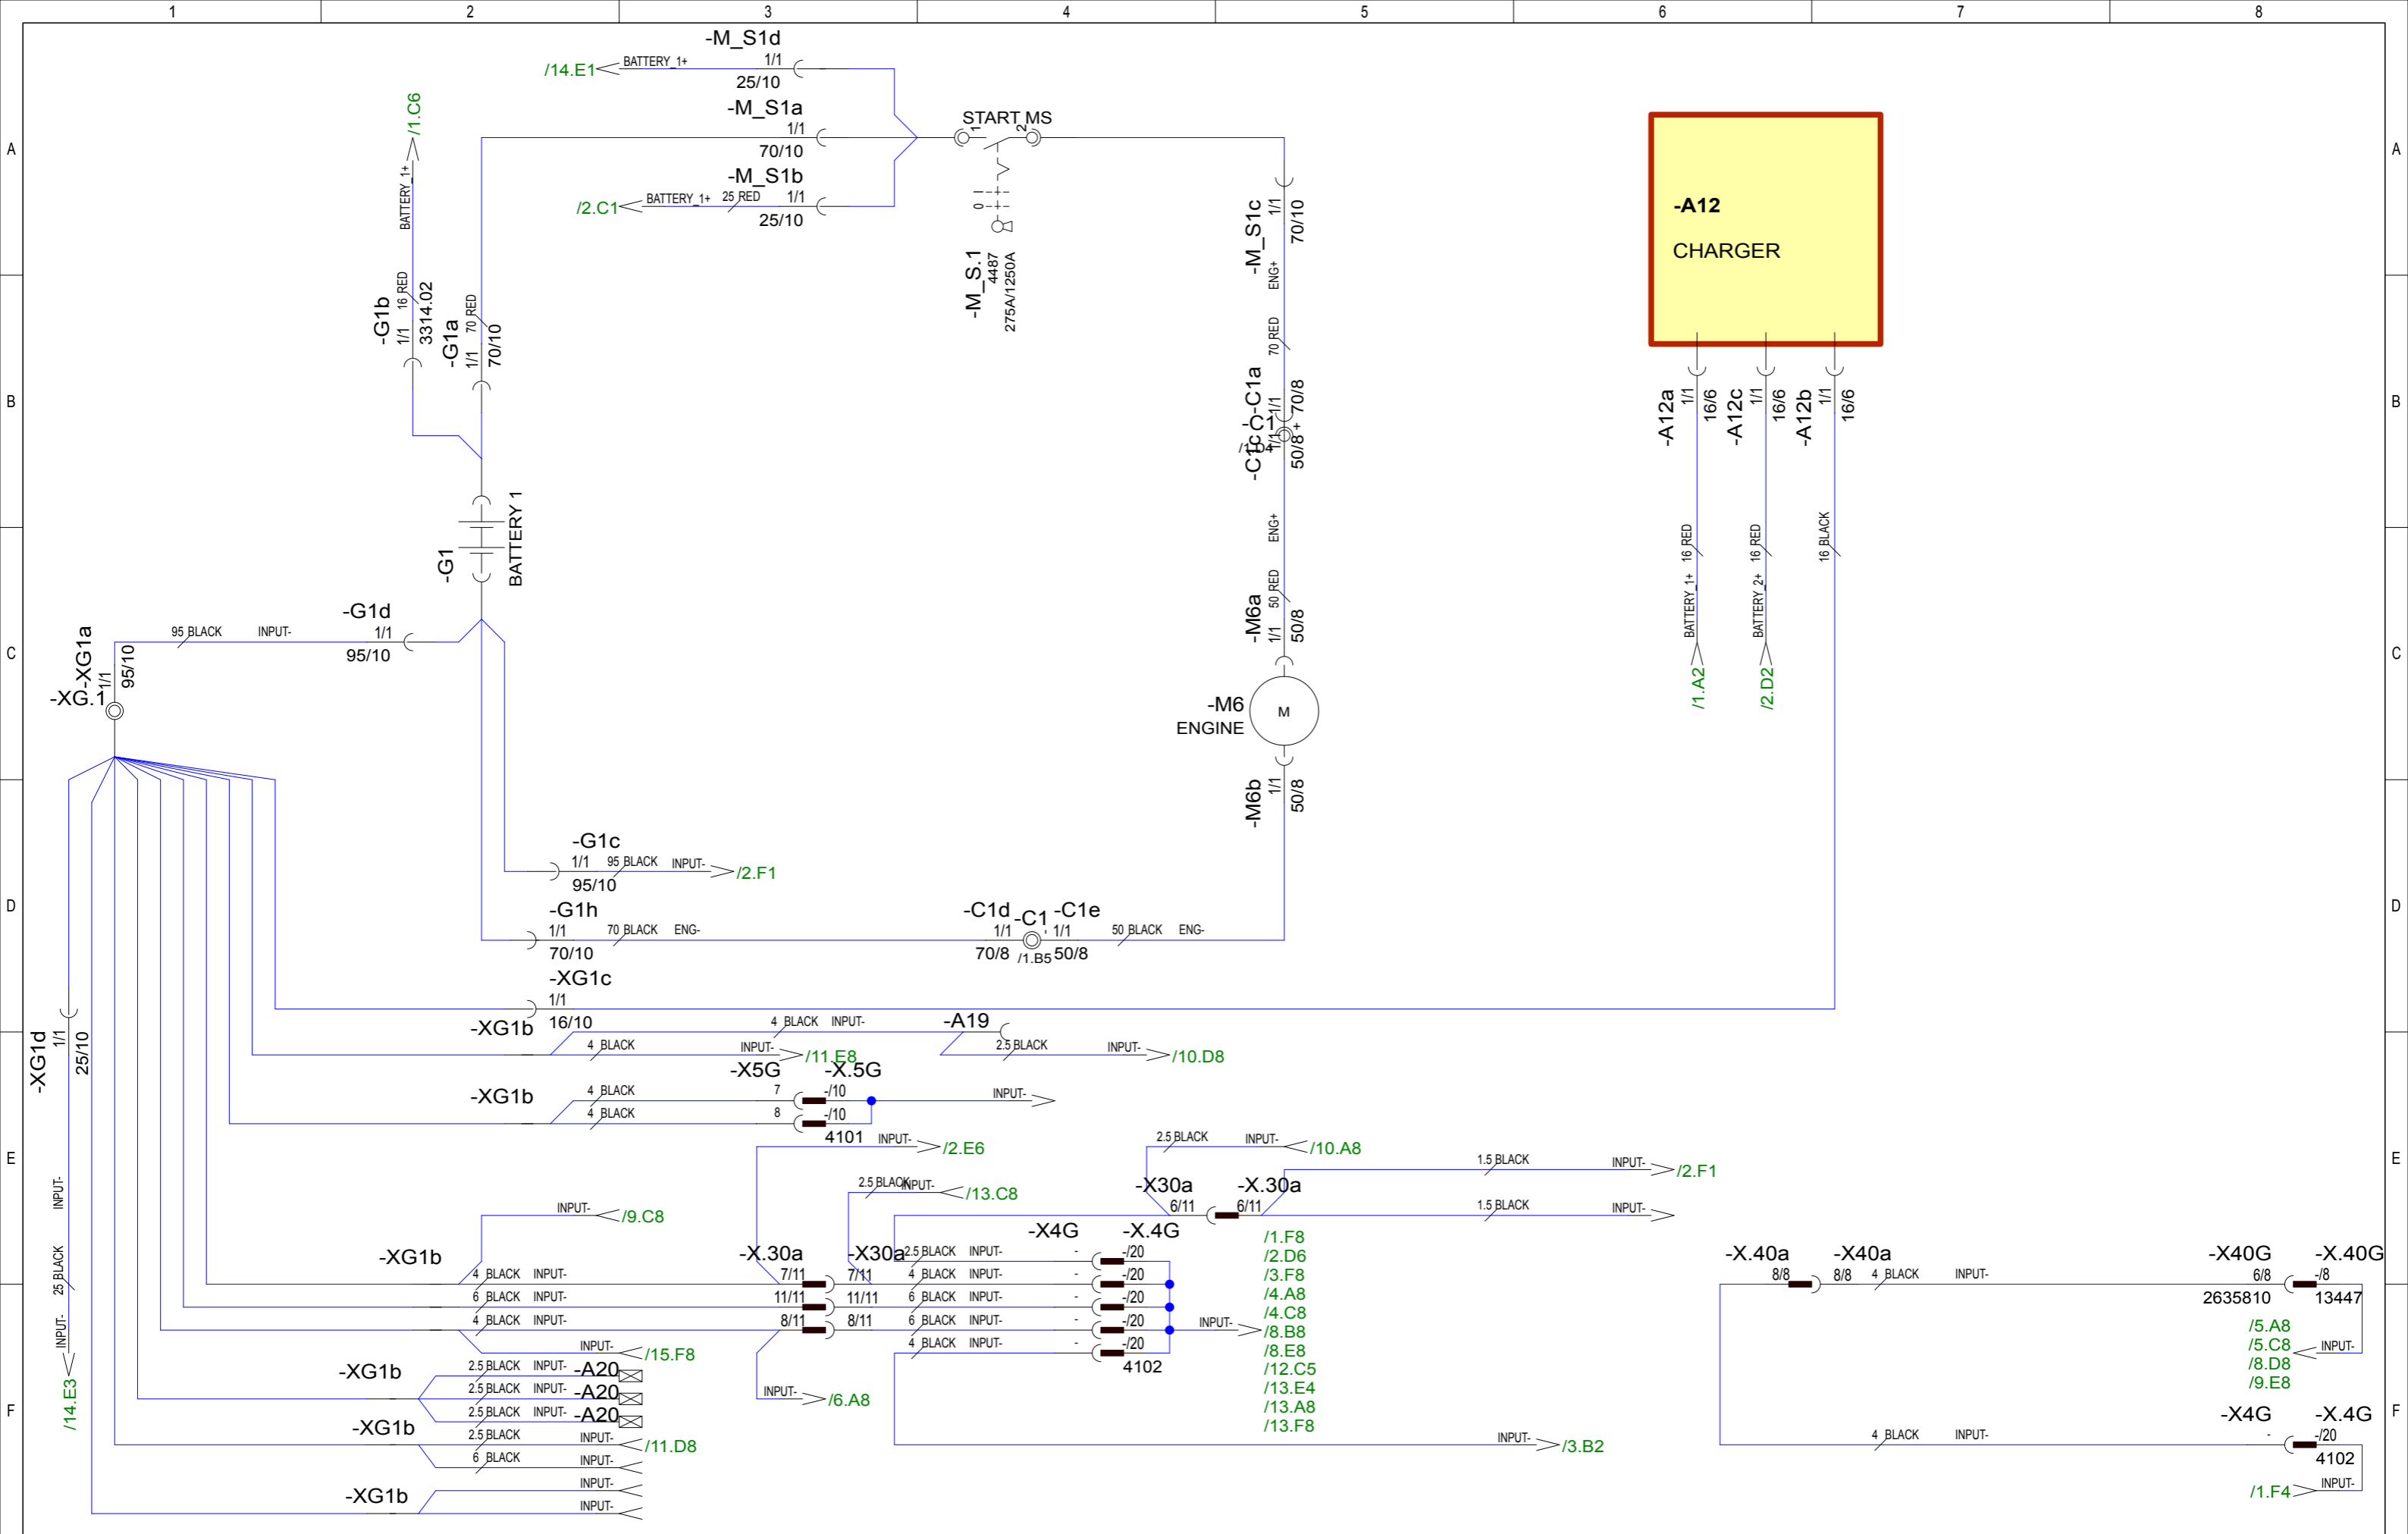 1 2 3 4 5 6 7 8
A A
B B
C C
D D
E E
F F
-M_S1d
/14.E1 BATTERY_1+ 1/1
25/10
-M_S1a
1/1
70/10
-M_S1b
/2.C1 BATTERY_1+ 25 RED 1/1
25/10
START MS
1 2
I
0
-M_S.1
4487
275A/1250A
/1.C6
BATTERY_1+
16 RED
-G1b
1/1
3314.02
70 RED
-G1a
1/1
70/10
-G1
BATTERY 1
-M_S1c
1/1
70/10
ENG+
70 RED
-C1a
1/1
70/8
-C1
+
-C1c
1/1
50/8
ENG+
50 RED
-M6a
1/1
50/8
-M6
ENGINE
M
-M6b
1/1
50/8
-A12
CHARGER
-A12a
1/1
16/6
-A12c
1/1
16/6
-A12b
1/1
16/6
16 RED
16 RED
16 BLACK
BATTERY_1+
BATTERY_2+
/1.A2
/2.D2
-G1d
95 BLACK INPUT- 1/1
95/10
-XG1a
1/1
95/10
-XG.1
-G1c
1/1 95 BLACK INPUT- /2.F1
95/10
-G1h
1/1 70 BLACK ENG-
70/10
-C1d -C1 -C1e
1/1 - 1/1 50 BLACK ENG-
70/8 /1.B5 50/8
-XG1c
1/1
16/10
-XG1d
1/1
25/10
INPUT-
25 BLACK
INPUT-
/14.E3
-XG1b 4 BLACK INPUT- -A19
4 BLACK INPUT- /11.E8
2.5 BLACK INPUT- /10.D8
-X5G -X.5G
-XG1b 4 BLACK 7 -/10 INPUT-
4 BLACK 8 -/10
4101
INPUT- /2.E6
2.5 BLACK INPUT- /10.A8
1.5 BLACK INPUT- /2.F1
2.5 BLACK INPUT- /13.C8
-X30a -X.30a
6/11 6/11 1.5 BLACK INPUT-
INPUT- /9.C8
-X4G -X.4G
-XG1b -X.30a -X30a 2.5 BLACK INPUT- - -/20
4 BLACK INPUT- 7/11 7/11 4 BLACK INPUT- - -/20
6 BLACK INPUT- 11/11 11/11 6 BLACK INPUT- - -/20
4 BLACK INPUT- 8/11 8/11 6 BLACK INPUT- - -/20 INPUT-
4 BLACK INPUT- - -/20
4102
/1.F8
/2.D6
/3.F8
/4.A8
/4.C8
/8.B8
/8.E8
/12.C5
/13.E4
/13.A8
/13.F8
INPUT- /15.F8
INPUT- /6.A8
-XG1b 2.5 BLACK INPUT- -A20
2.5 BLACK INPUT- -A20
2.5 BLACK INPUT- -A20
-XG1b 2.5 BLACK INPUT- /11.D8
6 BLACK INPUT-
-XG1b INPUT-
INPUT-
INPUT- /3.B2
-X.40a -X40a -X40G -X.40G
8/8 8/8 4 BLACK INPUT- 6/8 -/8
2635810 13447
/5.A8
/5.C8
/8.D8
/9.E8
INPUT-
-X4G -X.4G
4 BLACK INPUT- - -/20
4102
/1.F4 INPUT-